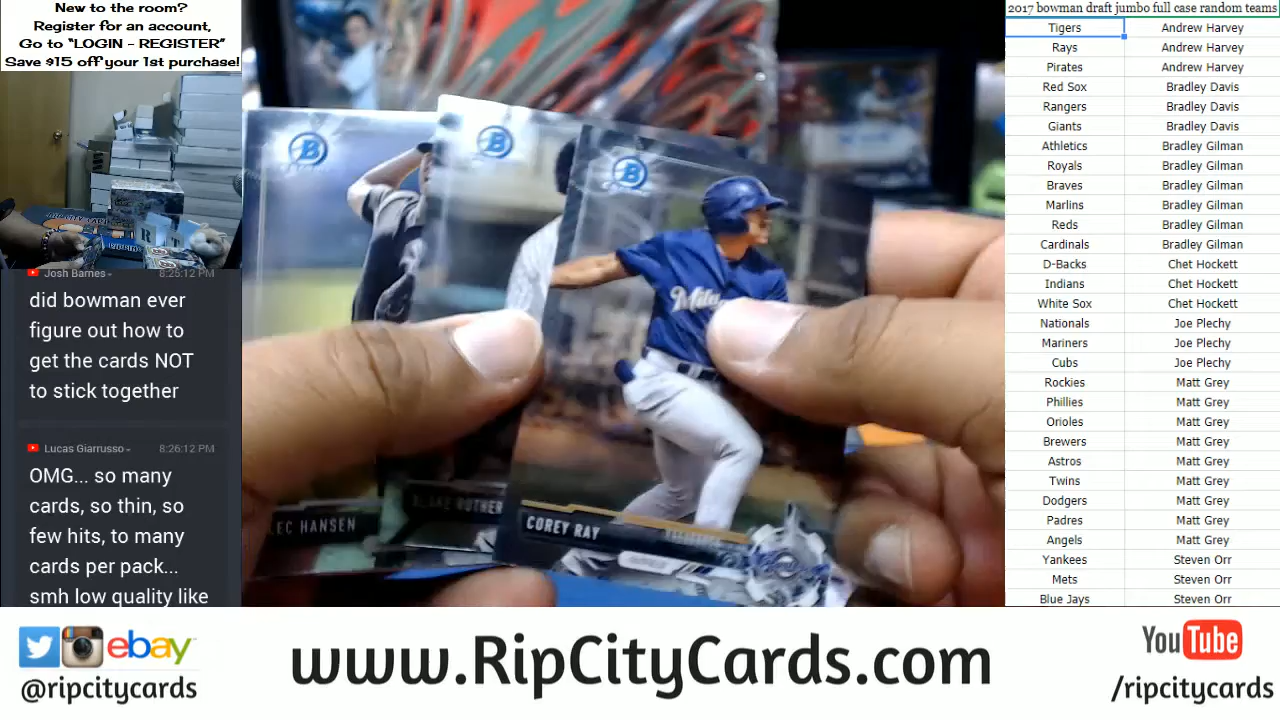 New to the room?
Register for an account,
Go to “LOGIN - REGISTER”
Save $15 off your 1st purchase!
Josh Barnes 8:25:12 PM
did bowman ever
figure out how to
get the cards NOT
to stick together
Lucas Giarrusso 8:26:12 PM
OMG... so many
cards, so thin, so
few hits, to many
cards per pack...
smh low quality like
LEC HANSEN
BLAKE RUTHER
COREY RAY
2017 bowman draft jumbo full case random teams
Tigers Andrew Harvey
Rays Andrew Harvey
Pirates Andrew Harvey
Red Sox Bradley Davis
Rangers Bradley Davis
Giants Bradley Davis
Athletics Bradley Gilman
Royals Bradley Gilman
Braves Bradley Gilman
Marlins Bradley Gilman
Reds Bradley Gilman
Cardinals Bradley Gilman
D-Backs Chet Hockett
Indians Chet Hockett
White Sox Chet Hockett
Nationals Joe Plechy
Mariners Joe Plechy
Cubs Joe Plechy
Rockies Matt Grey
Phillies Matt Grey
Orioles Matt Grey
Brewers Matt Grey
Astros Matt Grey
Twins Matt Grey
Dodgers Matt Grey
Padres Matt Grey
Angels Matt Grey
Yankees Steven Orr
Mets Steven Orr
Blue Jays Steven Orr
ebay
@ripcitycards
www.RipCityCards.com
YouTube
/ripcitycards